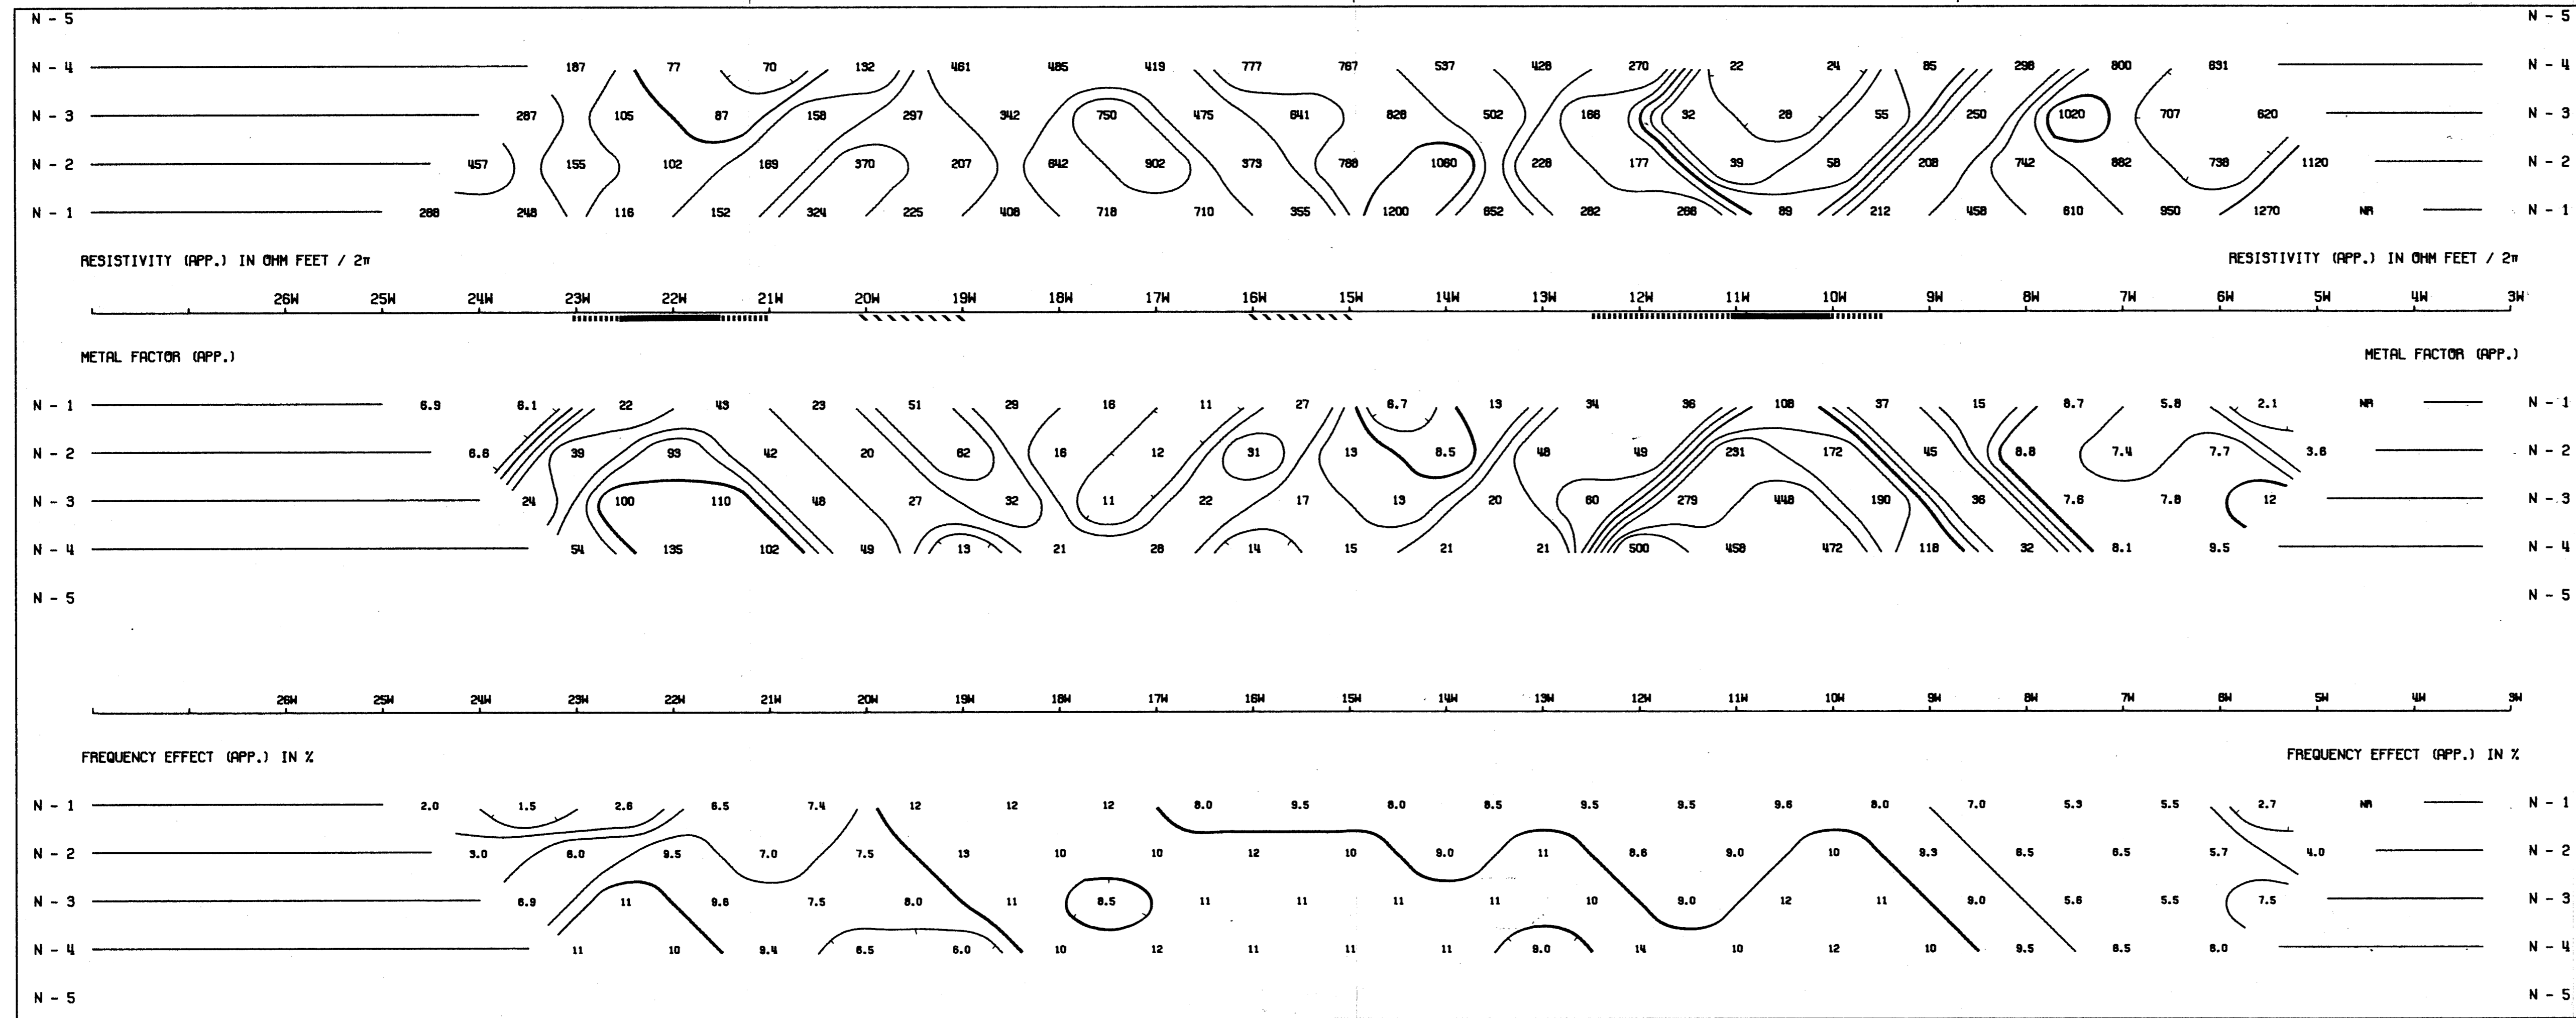 N - 5 N - 5
N - 4 187 77 70 132 461 485 419 777 767 537 428 270 22 24 85 298 800 631 N - 4
N - 3 287 105 87 158 297 342 750 475 641 828 502 166 32 28 55 250 1020 707 620 N - 3
N - 2 457 155 102 169 370 207 642 902 373 788 1060 228 177 39 58 208 742 882 738 1120 N - 2
N - 1 288 248 116 152 324 225 408 718 710 355 1200 652 282 266 89 212 458 610 950 1270 NR N - 1
RESISTIVITY (APP.) IN OHM FEET / 2π RESISTIVITY (APP.) IN OHM FEET / 2π
26W 25W 24W 23W 22W 21W 20W 19W 18W 17W 16W 15W 14W 13W 12W 11W 10W 9W 8W 7W 6W 5W 4W 3W
METAL FACTOR (APP.) METAL FACTOR (APP.)
N - 1 6.9 6.1 22 43 23 51 29 16 11 27 6.7 13 34 36 108 37 15 8.7 5.8 2.1 NR N - 1
N - 2 6.6 39 93 42 20 62 16 12 31 13 8.5 48 49 231 172 45 8.8 7.4 7.7 3.6 N - 2
N - 3 24 100 110 48 27 32 11 22 17 13 20 60 279 448 190 36 7.6 7.8 12 N - 3
N - 4 54 135 102 49 13 21 28 14 15 21 21 500 458 472 118 32 8.1 9.5 N - 4
N - 5 N - 5
26W 25W 24W 23W 22W 21W 20W 19W 18W 17W 16W 15W 14W 13W 12W 11W 10W 9W 8W 7W 6W 5W 4W 3W
FREQUENCY EFFECT (APP.) IN % FREQUENCY EFFECT (APP.) IN %
N - 1 2.0 1.5 2.6 6.5 7.4 12 12 12 8.0 9.5 8.0 8.5 9.5 9.5 9.6 8.0 7.0 5.3 5.5 2.7 NR N - 1
N - 2 3.0 6.0 9.5 7.0 7.5 13 10 10 12 10 9.0 11 8.6 9.0 10 9.3 6.5 6.5 5.7 4.0 N - 2
N - 3 6.9 11 9.6 7.5 8.0 11 8.5 11 11 11 11 10 9.0 12 11 9.0 5.6 5.5 7.5 N - 3
N - 4 11 10 9.4 6.5 6.0 10 12 11 11 11 9.0 14 10 12 10 9.5 6.5 6.0 N - 4
N - 5 N - 5